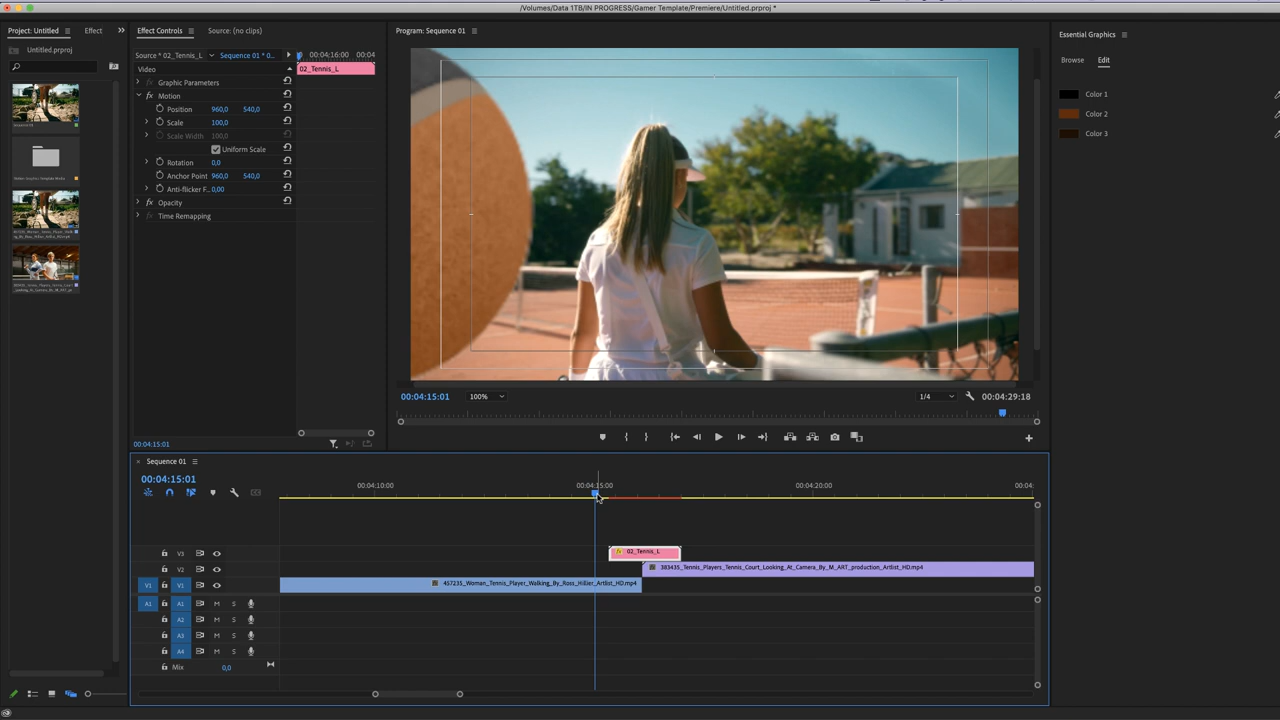 /Volumes/Data 1TB/IN PROGRESS/Gamer Template/Premiere/Untitled.prproj *
Project: Untitled
Effect
Untitled.prproj
Effect Controls
Source: (no clips)
Source * 02_Tennis_L
Sequence 01 * 0...
00:04:16:00
00:04
Video
02_Tennis_L
Graphic Parameters
Motion
Position 960,0 540,0
Scale 100,0
Scale Width 100,0
Uniform Scale
Rotation 0,0
Anchor Point 960,0 540,0
Anti-flicker F.. 0,00
Opacity
Time Remapping
00:04:15:01
Program: Sequence 01
00:04:15:01
100%
1/4
00:04:29:18
Essential Graphics
Browse Edit
Color 1
Color 2
Color 3
Sequence 01
00:04:15:01
00:04:10:00
00:04:15:00
00:04:20:00
00:04:
V3
02_Tennis_L
V2
383435_Tennis_Players_Tennis_Court_Looking_At_Camera_By_M_ART_production_Artlist_HD.mp4
V1 V1
457235_Woman_Tennis_Player_Walking_By_Ross_Hillier_Artlist_HD.mp4
A1 A1 M S
A2 M S
A3 M S
A4 M S
Mix 0,0